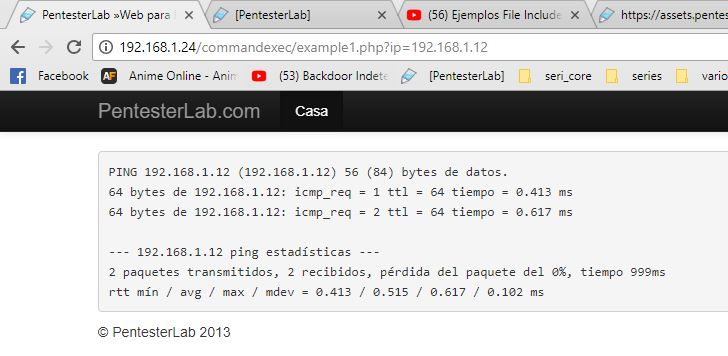 PentesterLab »Web para
[PentesterLab]
(56) Ejemplos File Include
https://assets.pentes
192.168.1.24/commandexec/example1.php?ip=192.168.1.12
Facebook
AF Anime Online - Anim
(53) Backdoor Indete
[PentesterLab]
seri_core
series
vario
PentesterLab.com
Casa
PING 192.168.1.12 (192.168.1.12) 56 (84) bytes de datos.
64 bytes de 192.168.1.12: icmp_req = 1 ttl = 64 tiempo = 0.413 ms
64 bytes de 192.168.1.12: icmp_req = 2 ttl = 64 tiempo = 0.617 ms
--- 192.168.1.12 ping estadísticas ---
2 paquetes transmitidos, 2 recibidos, pérdida del paquete del 0%, tiempo 999ms
rtt mín / avg / max / mdev = 0.413 / 0.515 / 0.617 / 0.102 ms
© PentesterLab 2013